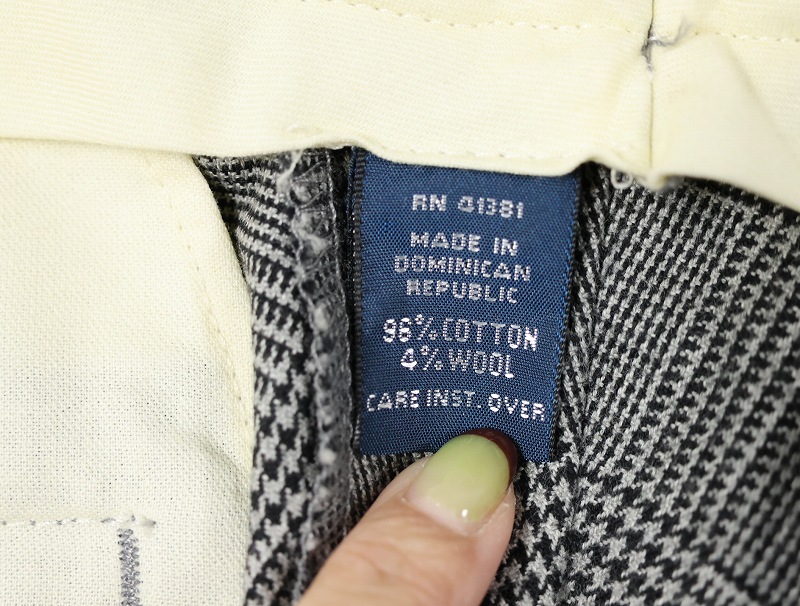 RN 41381
MADE IN
DOMINICAN
REPUBLIC
96% COTTON
4% WOOL
CARE INST. OVER